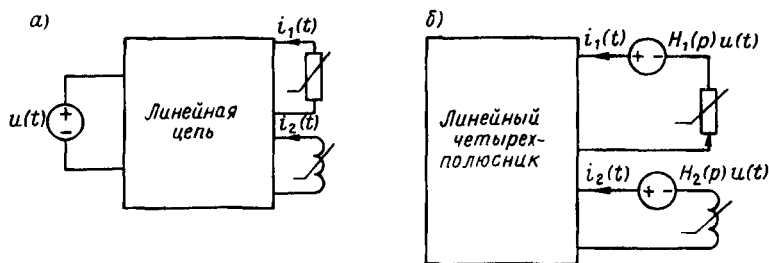 а)
i₁(t)
u(t)
Линейная
цепь
i₂(t)
б)
i₁(t)
H₁(p)u(t)
Линейный
четырех-
полюсник
i₂(t)
H₂(p)u(t)